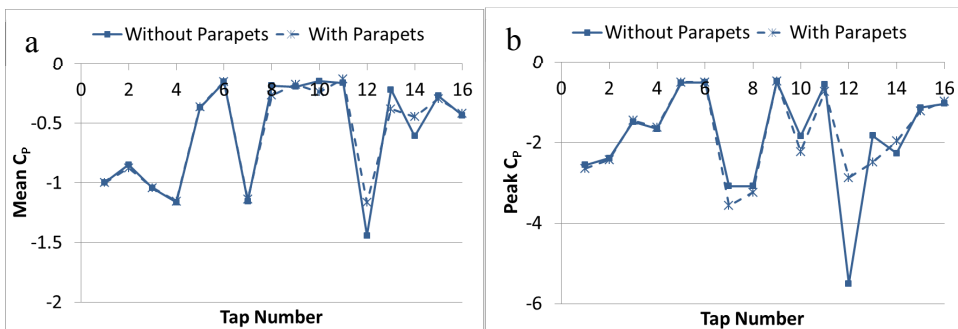 a
Without Parapets
With Parapets
0
0 2 4 6 8 10 12 14 16
-0.5
-1
-1.5
-2
Mean CP
Tap Number
b
Without Parapets
With Parapets
0
0 2 4 6 8 10 12 14 16
-2
-4
-6
Peak CP
Tap Number